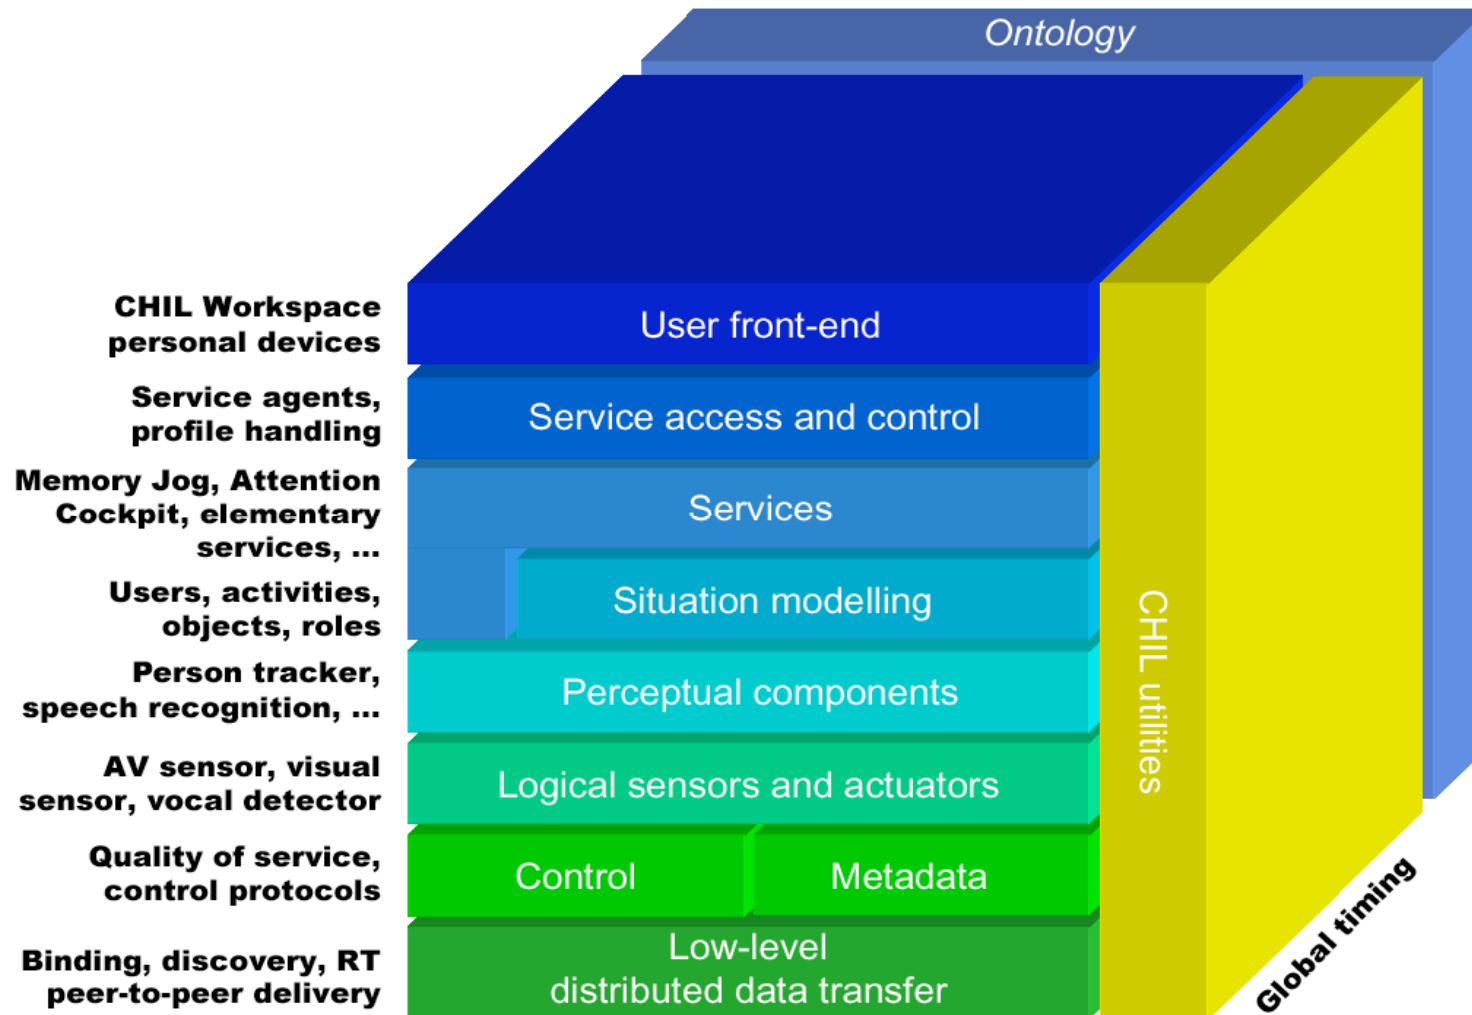 Ontology
CHIL Workspace
personal devices
User front-end
Service agents,
profile handling
Service access and control
Memory Jog, Attention
Cockpit, elementary
services, ...
Services
Users, activities,
objects, roles
Situation modelling
Person tracker,
speech recognition, ...
Perceptual components
AV sensor, visual
sensor, vocal detector
Logical sensors and actuators
Quality of service,
control protocols
Control
Metadata
Binding, discovery, RT
peer-to-peer delivery
Low-level
distributed data transfer
CHIL utilities
Global timing